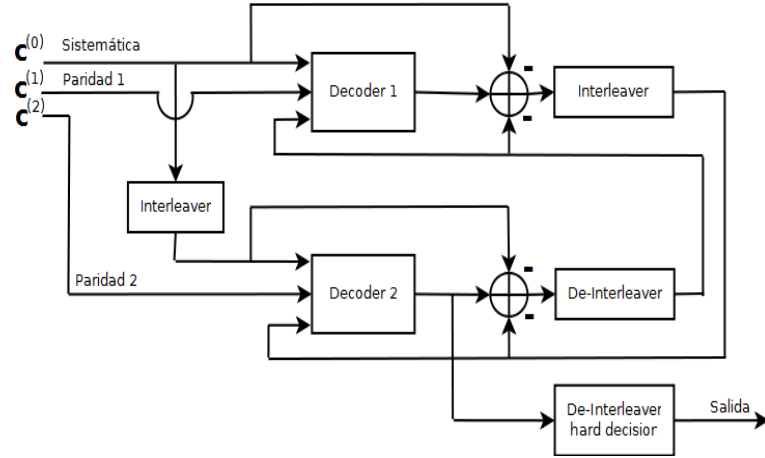 c(0) Sistemática
c(1) Paridad 1
c(2)
Decoder 1
-
-
Interleaver
Interleaver
Paridad 2
Decoder 2
-
-
De-Interleaver
De-Interleaver
hard decision
Salida